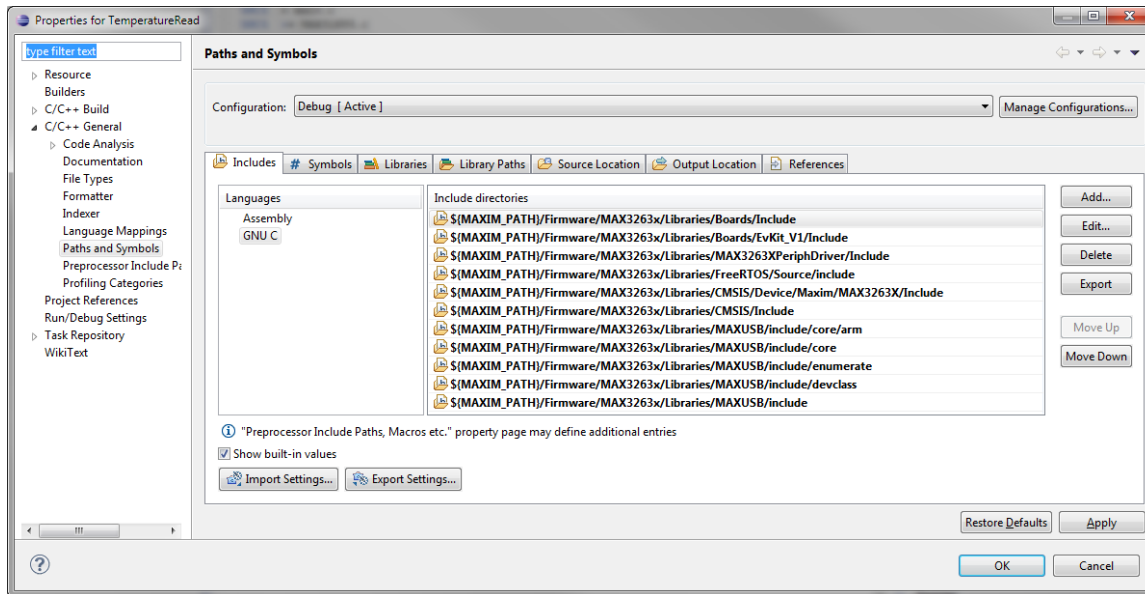 Properties for TemperatureRead
type filter text
Resource
Builders
C/C++ Build
C/C++ General
Code Analysis
Documentation
File Types
Formatter
Indexer
Language Mappings
Paths and Symbols
Preprocessor Include Pa
Profiling Categories
Project References
Run/Debug Settings
Task Repository
WikiText
Paths and Symbols
Configuration: Debug [ Active ] Manage Configurations...
Includes # Symbols Libraries Library Paths Source Location Output Location References
Languages
Assembly
GNU C
Include directories
${MAXIM_PATH}/Firmware/MAX3263x/Libraries/Boards/Include
${MAXIM_PATH}/Firmware/MAX3263x/Libraries/Boards/EvKit_V1/Include
${MAXIM_PATH}/Firmware/MAX3263x/Libraries/MAX3263XPeriphDriver/Include
${MAXIM_PATH}/Firmware/MAX3263x/Libraries/FreeRTOS/Source/include
${MAXIM_PATH}/Firmware/MAX3263x/Libraries/CMSIS/Device/Maxim/MAX3263X/Include
${MAXIM_PATH}/Firmware/MAX3263x/Libraries/CMSIS/Include
${MAXIM_PATH}/Firmware/MAX3263x/Libraries/MAXUSB/include/core/arm
${MAXIM_PATH}/Firmware/MAX3263x/Libraries/MAXUSB/include/core
${MAXIM_PATH}/Firmware/MAX3263x/Libraries/MAXUSB/include/enumerate
${MAXIM_PATH}/Firmware/MAX3263x/Libraries/MAXUSB/include/devclass
${MAXIM_PATH}/Firmware/MAX3263x/Libraries/MAXUSB/include
Add...
Edit...
Delete
Export
Move Up
Move Down
"Preprocessor Include Paths, Macros etc." property page may define additional entries
Show built-in values
Import Settings... Export Settings...
Restore Defaults Apply
OK Cancel